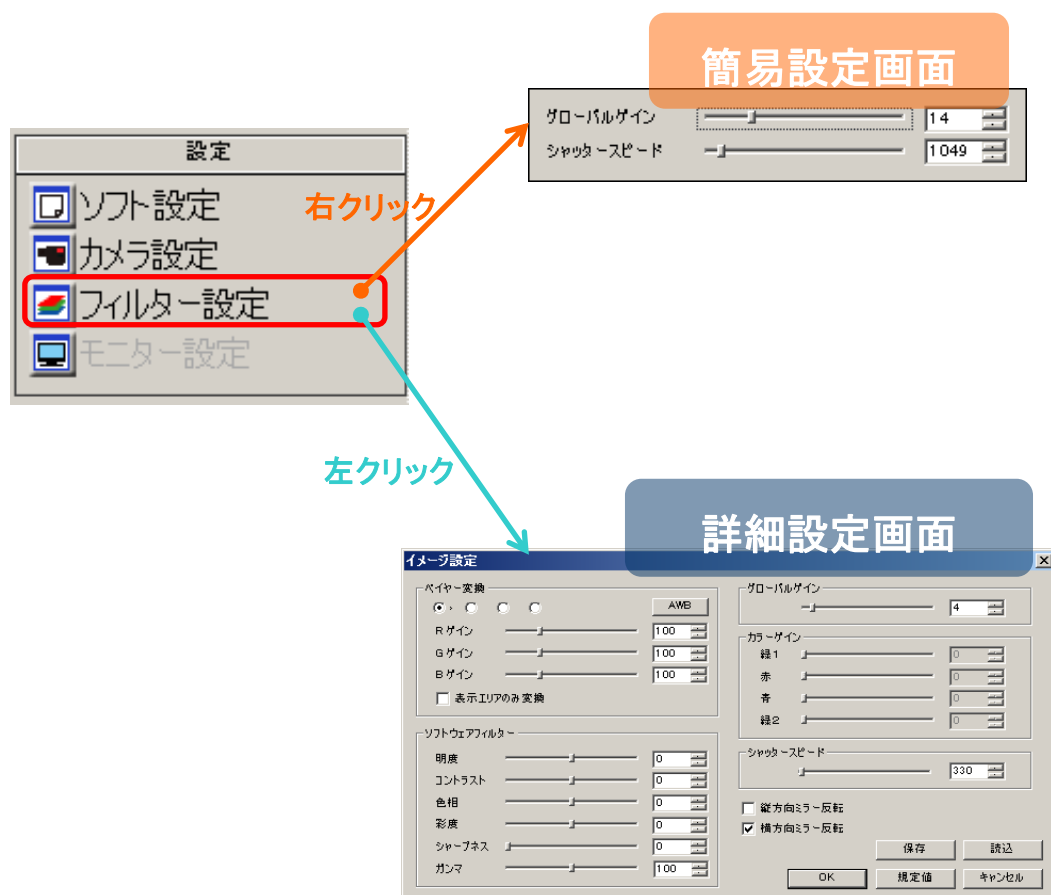 簡易設定画面
グローバルゲイン 14
シャッタースピード 1049
設定
ソフト設定
カメラ設定
フィルター設定
モニター設定
右クリック
左クリック
詳細設定画面
イメージ設定
ベイヤー変換
AWB
Rゲイン 100
Gゲイン 100
Bゲイン 100
表示エリアのみ変換
ソフトウェアフィルター
明度 0
コントラスト 0
色相 0
彩度 0
シャープネス 0
ガンマ 100
グローバルゲイン
4
カラーゲイン
緑1 0
赤 0
青 0
緑2 0
シャッタースピード
330
縦方向ミラー反転
横方向ミラー反転
保存 読込
OK 規定値 キャンセル